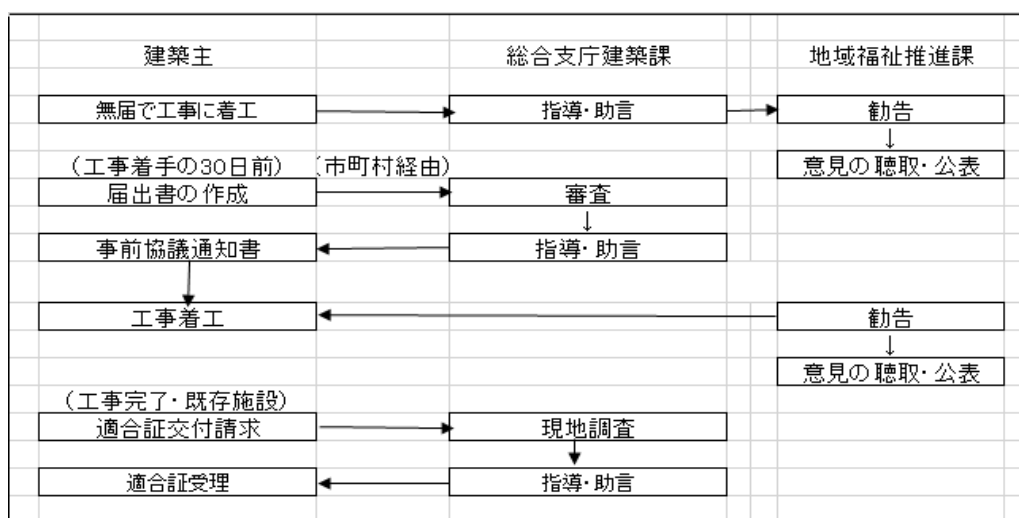 建築主 総合支庁建築課 地域福祉推進課
無届で工事に着工 指導・助言 勧告
↓
(工事着手の30日前) (市町村経由) 意見の聴取・公表
届出書の作成 審査
↓
事前協議通知書 指導・助言
工事着工 勧告
↓
意見の聴取・公表
(工事完了・既存施設)
適合証交付請求 現地調査
適合証受理 指導・助言